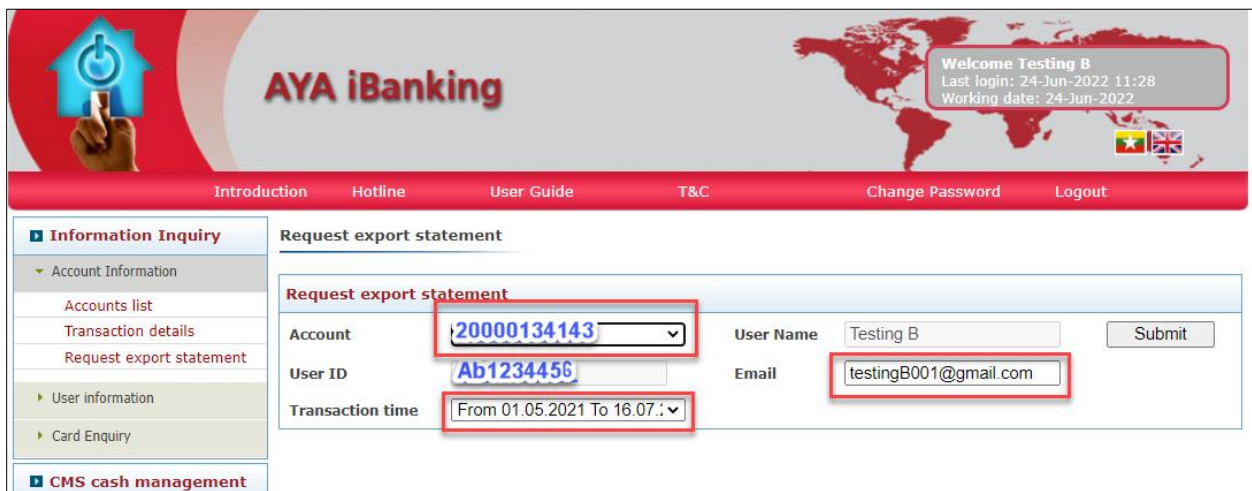 AYA iBanking
Welcome Testing B
Last login: 24-Jun-2022 11:28
Working date: 24-Jun-2022
Introduction Hotline User Guide T&C Change Password Logout
Information Inquiry
Account Information
Accounts list
Transaction details
Request export statement
User information
Card Enquiry
CMS cash management
Request export statement
Request export statement
Account 20000134143 User Name Testing B Submit
User ID Ab1234456 Email testingB001@gmail.com
Transaction time From 01.05.2021 To 16.07.